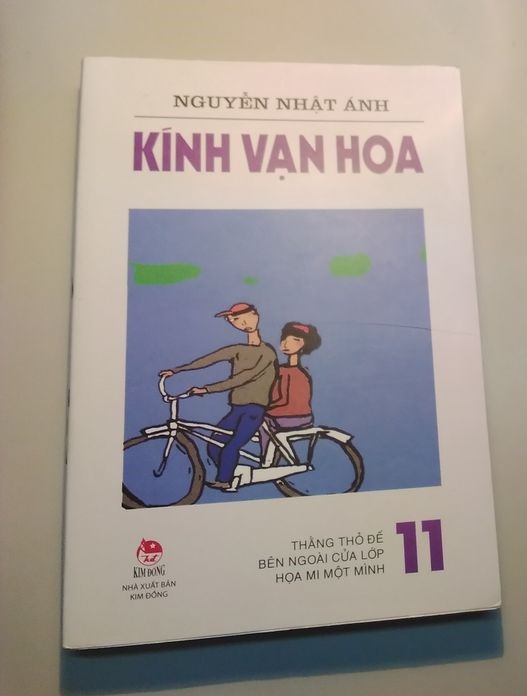 NGUYỄN NHẬT ÁNH
KÍNH VẠN HOA
THẰNG THỎ ĐẾ
BÊN NGOÀI CỬA LỚP
HỌA MI MỘT MÌNH
11
KIM ĐỒNG
NHÀ XUẤT BẢN
KIM ĐỒNG